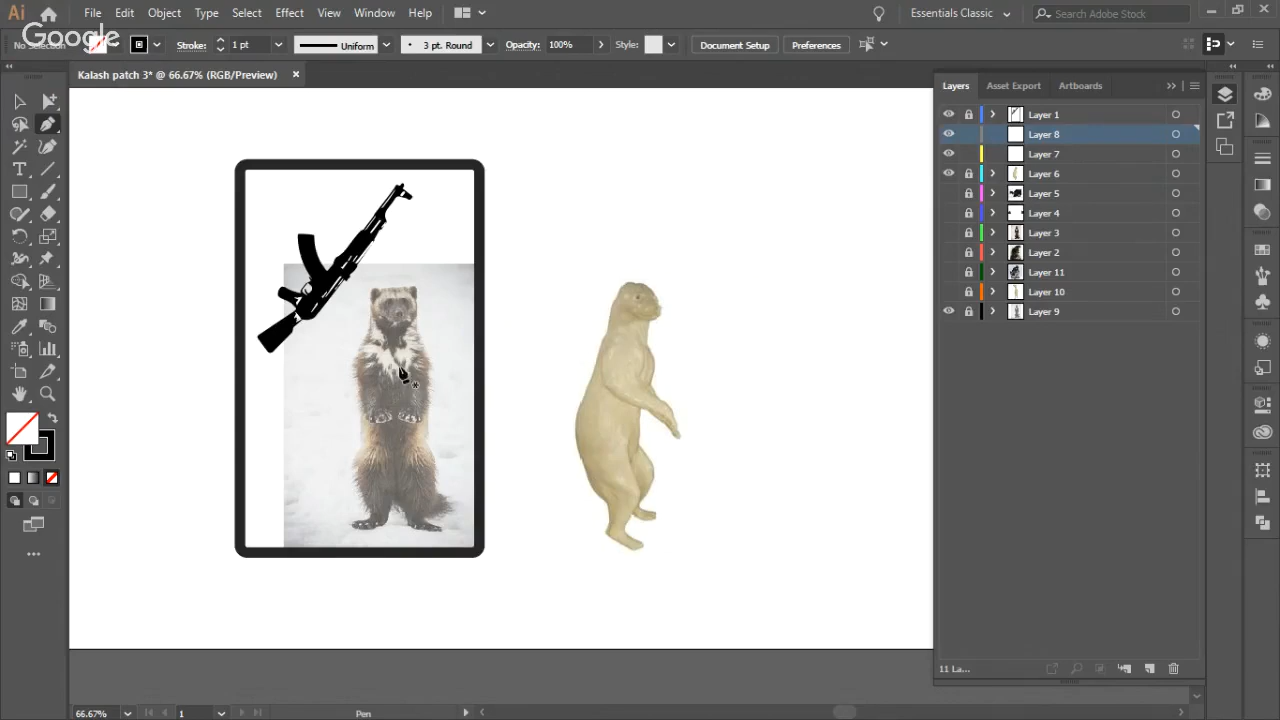 Ai File Edit Object Type Select Effect View Window Help Essentials Classic Search Adobe Stock
Google
No Selection Stroke: 1 pt Uniform 3 pt. Round Opacity: 100% Style: Document Setup Preferences
Kalash patch 3* @ 66.67% (RGB/Preview)
Layers Asset Export Artboards
Layer 1
Layer 8
Layer 7
Layer 6
Layer 5
Layer 4
Layer 3
Layer 2
Layer 11
Layer 10
Layer 9
11 La...
66.67% 1 Pen